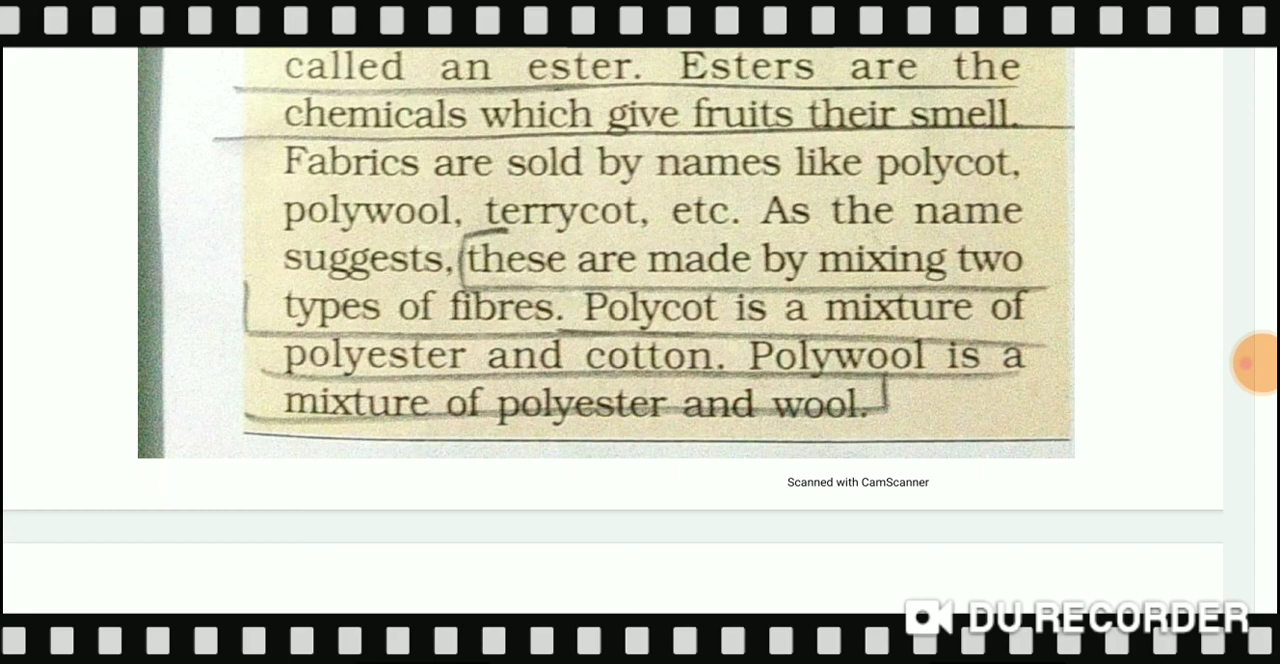 called an ester. Esters are the
chemicals which give fruits their smell.
Fabrics are sold by names like polycot,
polywool, terrycot, etc. As the name
suggests, these are made by mixing two
types of fibres. Polycot is a mixture of
polyester and cotton. Polywool is a
mixture of polyester and wool.
Scanned with CamScanner
DU RECORDER